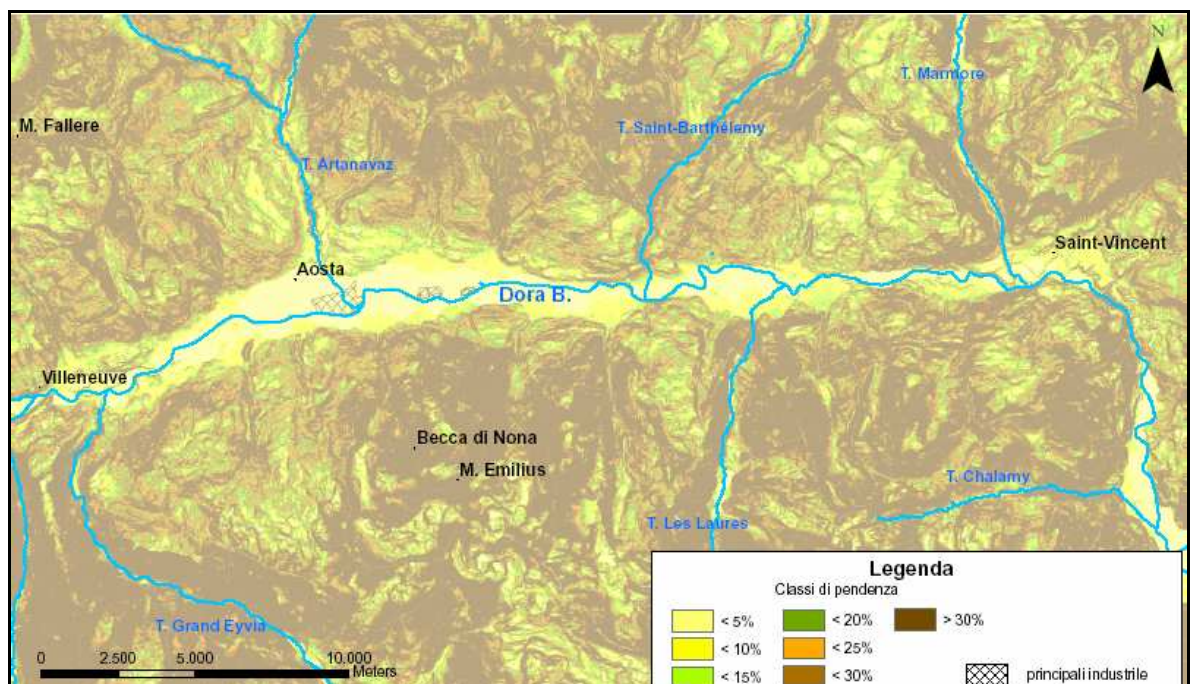 N
T. Marmore
M. Fallere
T. Saint-Barthélemy
T. Artanavaz
Saint-Vincent
Aosta
Dora B.
Villeneuve
Becca di Nona
M. Emilius
T. Chalamy
T. Les Laures
T. Grand Eyvia
0 2.500 5.000 10.000
Meters
Legenda
Classi di pendenza
< 5% < 20% > 30%
< 10% < 25%
< 15% < 30% principali industrile